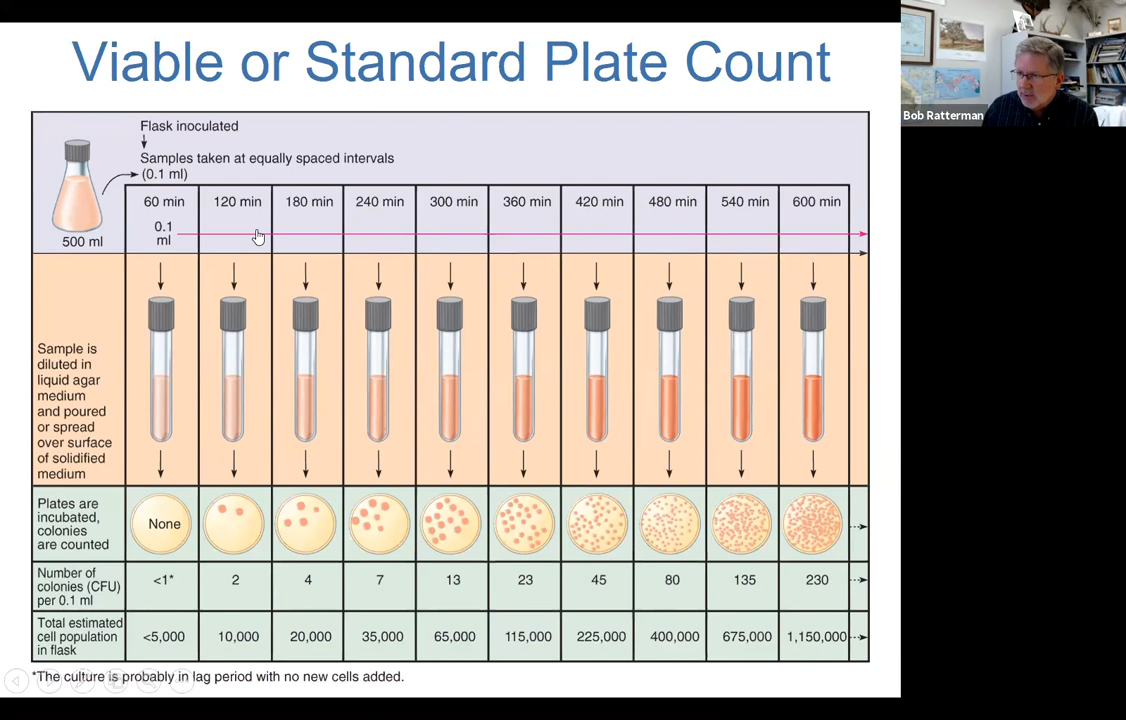 Viable or Standard Plate Count
Bob Ratterman
Flask inoculated
Samples taken at equally spaced intervals
(0.1 ml)
500 ml
60 min 120 min 180 min 240 min 300 min 360 min 420 min 480 min 540 min 600 min
0.1
ml
Sample is
diluted in
liquid agar
medium
and poured
or spread
over surface
of solidified
medium
Plates are
incubated,
colonies
are counted
None
Number of
colonies (CFU)
per 0.1 ml
<1* 2 4 7 13 23 45 80 135 230
Total estimated
cell population
in flask
<5,000 10,000 20,000 35,000 65,000 115,000 225,000 400,000 675,000 1,150,000
*The culture is probably in lag period with no new cells added.